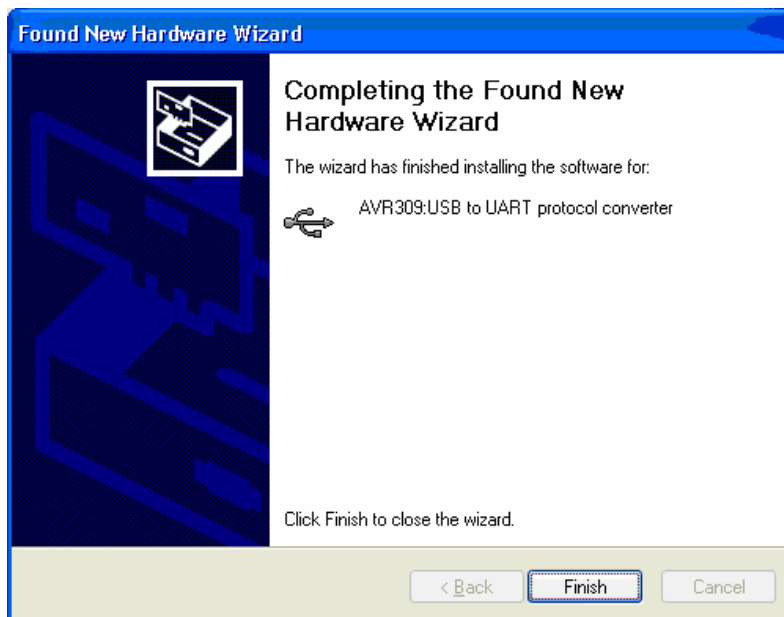 Found New Hardware Wizard
Completing the Found New
Hardware Wizard
The wizard has finished installing the software for:
AVR309:USB to UART protocol converter
Click Finish to close the wizard.
< Back
Finish
Cancel